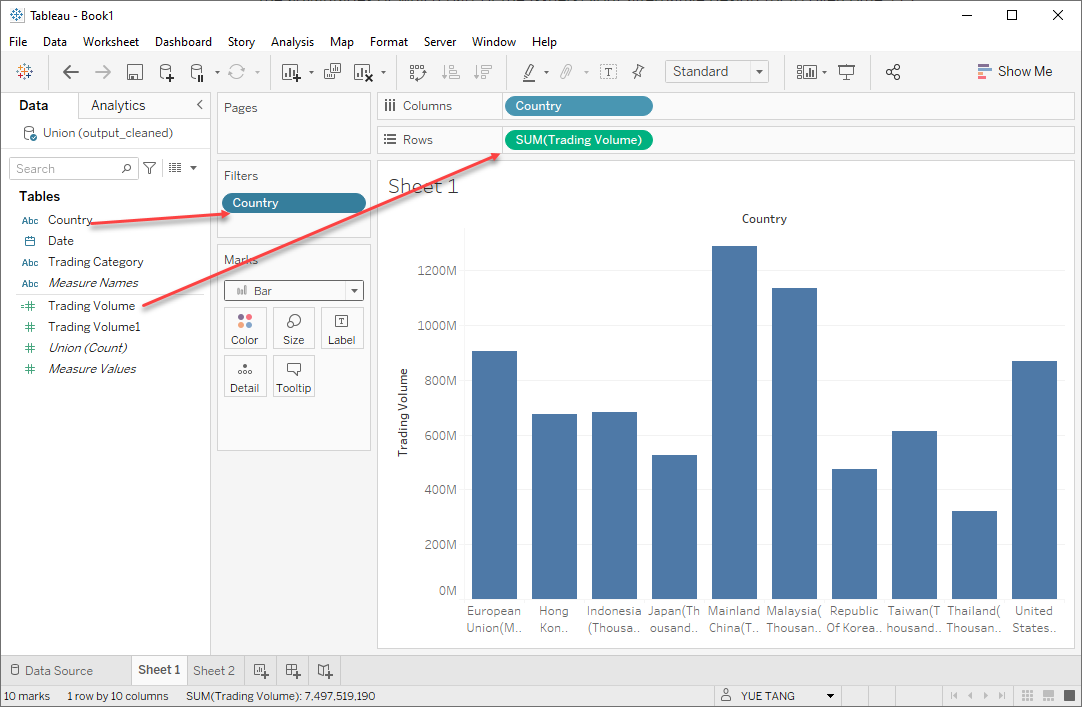 Tableau - Book1
File Data Worksheet Dashboard Story Analysis Map Format Server Window Help
Standard
Show Me
Data Analytics
Union (output_cleaned)
Search
Tables
Abc Country
Date
Abc Trading Category
Abc Measure Names
Trading Volume
Trading Volume1
Union (Count)
Measure Values
Pages
Filters
Country
Marks
Bar
Color Size Label
Detail Tooltip
Columns Country
Rows SUM(Trading Volume)
Sheet 1
Country
Trading Volume
1200M
1000M
800M
600M
400M
200M
0M
European Union(M..
Hong Kon..
Indonesia (Thousa..
Japan(Th ousand..
Mainland China(T..
Malaysia( Thousan..
Republic Of Korea..
Taiwan(T housand..
Thailand( Thousan..
United States..
Data Source Sheet 1 Sheet 2
10 marks 1 row by 10 columns SUM(Trading Volume): 7,497,519,190 YUE TANG